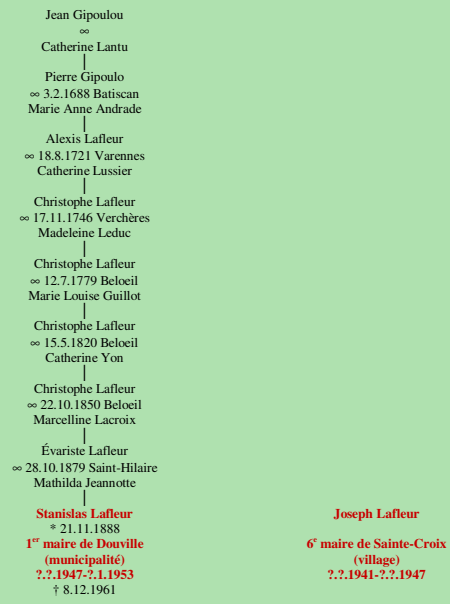 Jean Gipoulou
∞
Catherine Lantu
Pierre Gipoulo
∞ 3.2.1688 Batiscan
Marie Anne Andrade
Alexis Lafleur
∞ 18.8.1721 Varennes
Catherine Lussier
Christophe Lafleur
∞ 17.11.1746 Verchères
Madeleine Leduc
Christophe Lafleur
∞ 12.7.1779 Beloeil
Marie Louise Guillot
Christophe Lafleur
∞ 15.5.1820 Beloeil
Catherine Yon
Christophe Lafleur
∞ 22.10.1850 Beloeil
Marcelline Lacroix
Évariste Lafleur
∞ 28.10.1879 Saint-Hilaire
Mathilda Jeannotte
Stanislas Lafleur
* 21.11.1888
1er maire de Douville
(municipalité)
?.?.1947-?.1.1953
† 8.12.1961
Joseph Lafleur
6e maire de Sainte-Croix
(village)
?.?.1941-?.?.1947